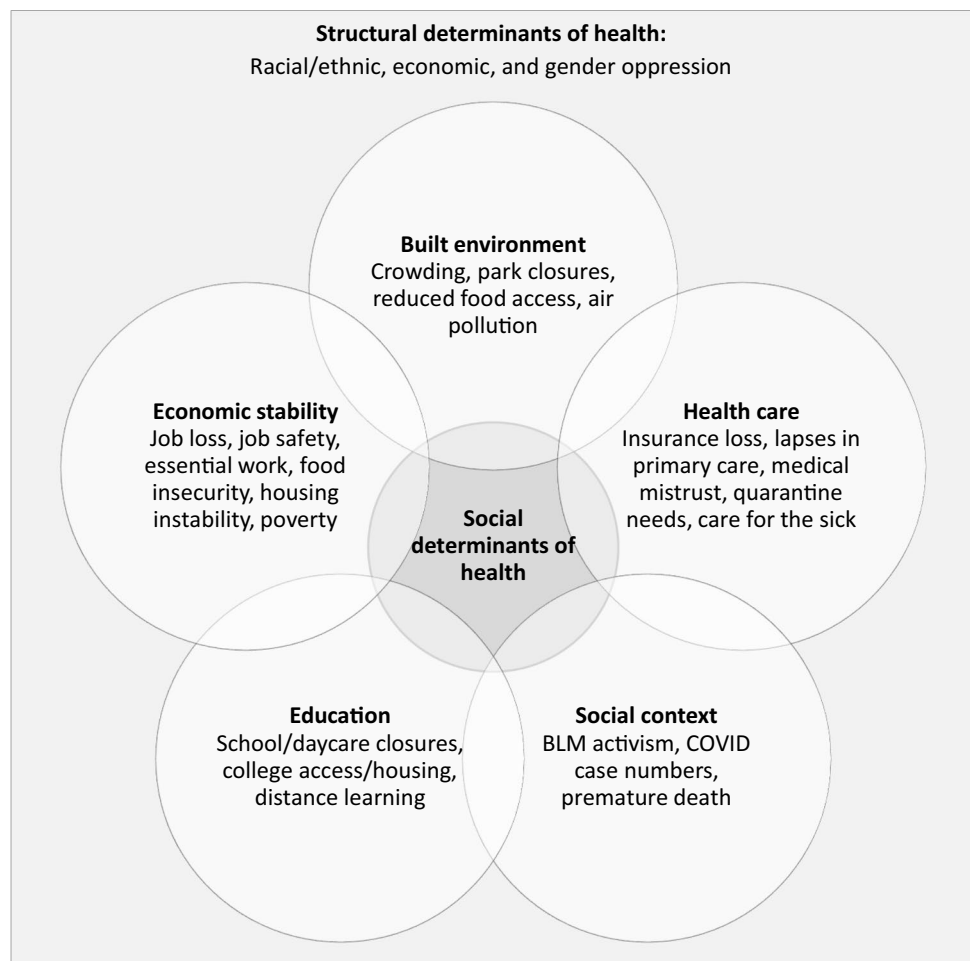 Structural determinants of health:
Racial/ethnic, economic, and gender oppression
Built environment
Crowding, park closures,
reduced food access, air
pollution
Economic stability
Job loss, job safety,
essential work, food
insecurity, housing
instability, poverty
Health care
Insurance loss, lapses in
primary care, medical
mistrust, quarantine
needs, care for the sick
Social
determinants of
health
Education
School/daycare closures,
college access/housing,
distance learning
Social context
BLM activism, COVID
case numbers,
premature death